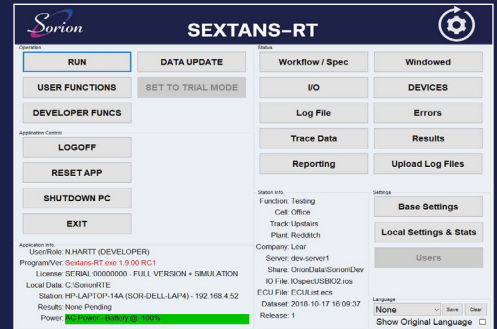 Sorion
SEXTANS-RT
Operation
RUN
DATA UPDATE
USER FUNCTIONS
SET TO TRIAL MODE
DEVELOPER FUNCS
Application Control
LOGOFF
RESET APP
SHUTDOWN PC
EXIT
Application Info.
User/Role: N.HARTT (DEVELOPER)
Program/Ver: Sextans-RT.exe 1.9.00 RC1
License: SERIAL:00000000 - FULL VERSION + SIMULATION
Local Data: C:\SorionRTE
Station: HP-LAPTOP-14A (SOR-DELL-LAP4) - 192.168.4.52
Results: None Pending
Power: AC Power - Battery @ 100%
Status
Workflow / Spec
Windowed
I/O
DEVICES
Log File
Errors
Trace Data
Results
Reporting
Upload Log Files
Station Info.
Function: Testing
Cell: Office
Track: Upstairs
Plant: Redditch
Company: Lear
Server: dev-server1
Share: OrionData\Sorion\Dev
IO File: IOspecUSBIO2.ios
ECU File: ECUList.ecs
Dataset: 2018-10-17 16:09:37
Release: 1
Settings
Base Settings
Local Settings & Stats
Users
Language
None
Save
Clear
Show Original Language